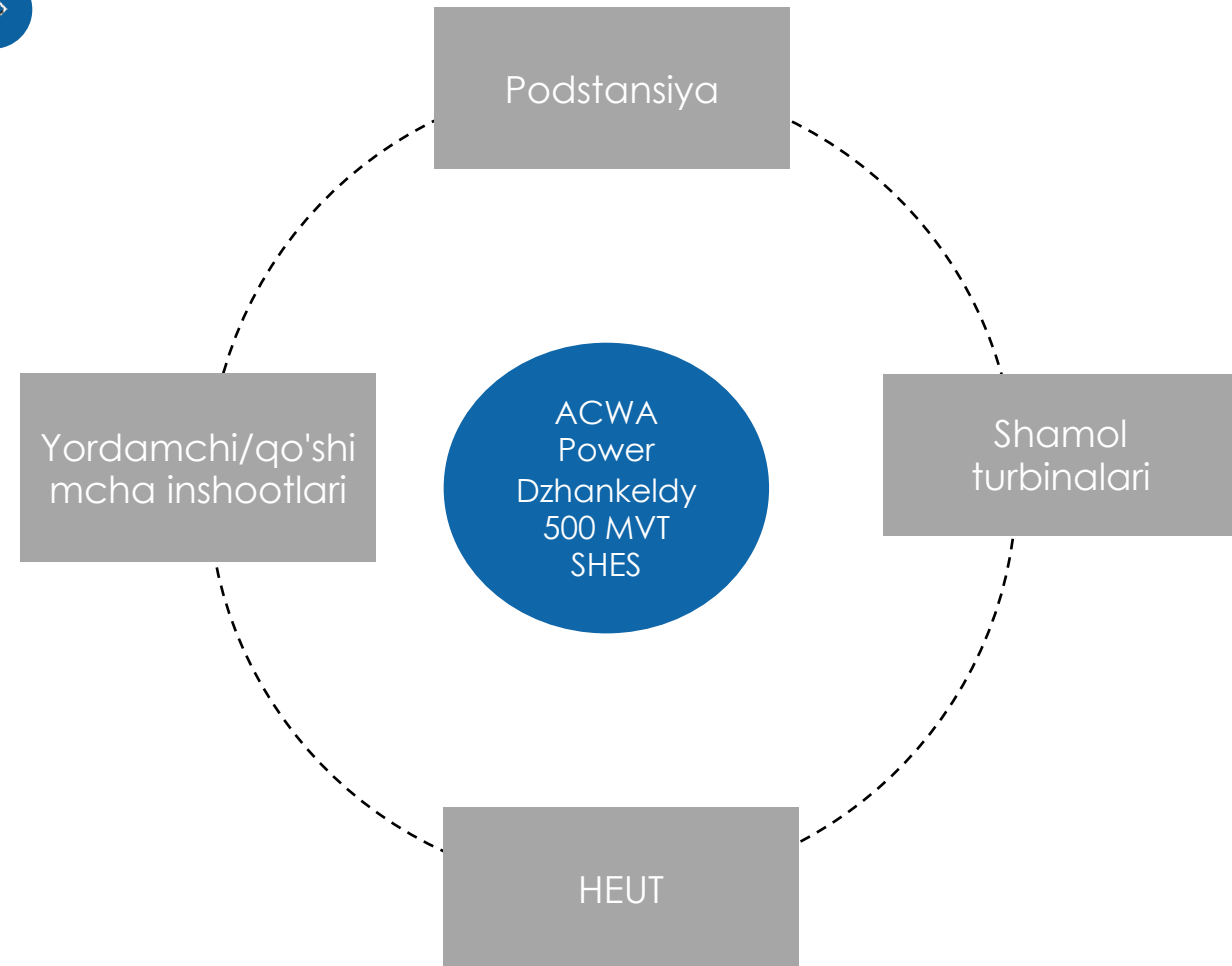 Podstansiya
Yordamchi/qo'shi
mcha inshootlari
ACWA
Power
Dzhankeldy
500 MVT
SHES
Shamol
turbinalari
HEUT